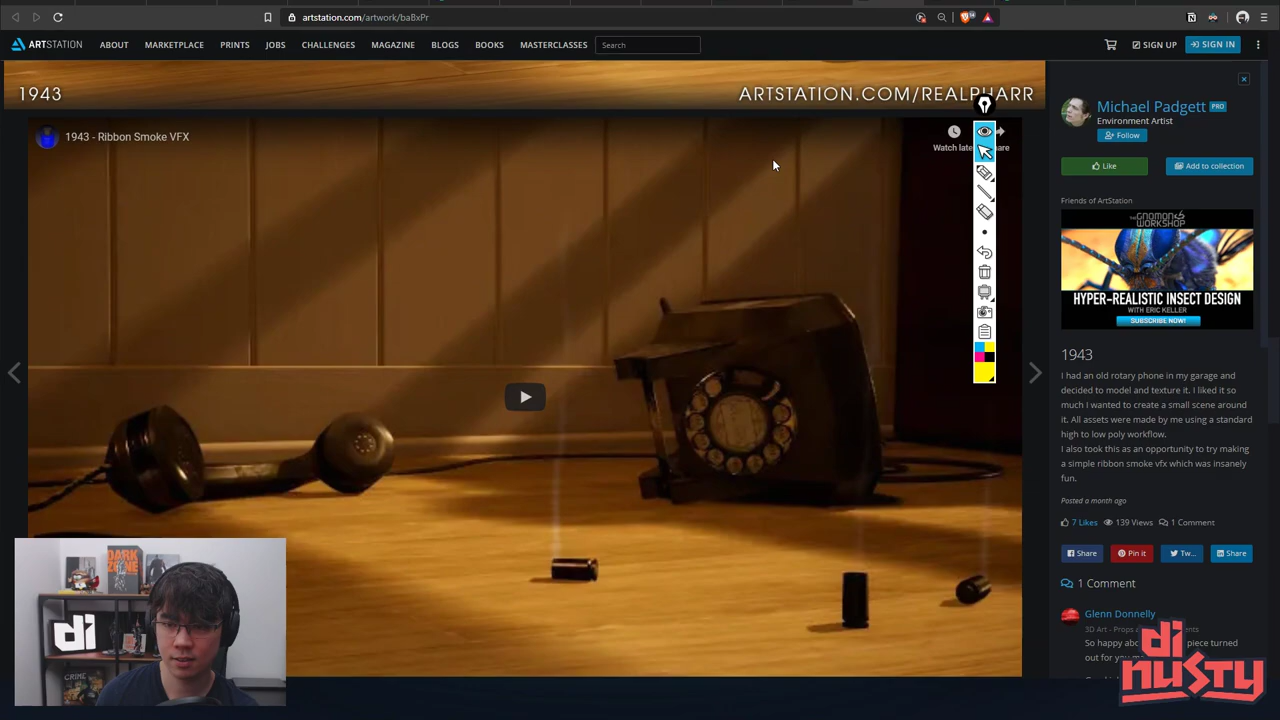 artstation.com/artwork/baBxPr
ARTSTATION
ABOUT
MARKETPLACE
PRINTS
JOBS
CHALLENGES
MAGAZINE
BLOGS
BOOKS
MASTERCLASSES
Search
SIGN UP
SIGN IN
1943
ARTSTATION.COM/REALPHARR
1943 - Ribbon Smoke VFX
Watch late
are
Michael Padgett PRO
Environment Artist
Follow
Like
Add to collection
Friends of ArtStation
THE GNOMON WORKSHOP
HYPER-REALISTIC INSECT DESIGN
WITH ERIC KELLER
SUBSCRIBE NOW!
1943
I had an old rotary phone in my garage and
decided to model and texture it. I liked it so
much I wanted to create a small scene around
it. All assets were made by me using a standard
high to low poly workflow.
I also took this as an opportunity to try making
a simple ribbon smoke vfx which was insanely
fun.
Posted a month ago
7 Likes
139 Views
1 Comment
Share
Pin it
Tw...
Share
1 Comment
Glenn Donnelly
3D Art - Props
So happy
piece turned
out for you
DARK ZONE
di
CRIME
di
nusty